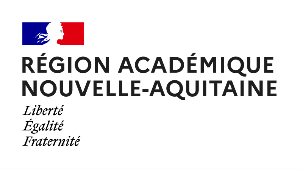 RÉGION ACADÉMIQUE
NOUVELLE-AQUITAINE
Liberté
Égalité
Fraternité